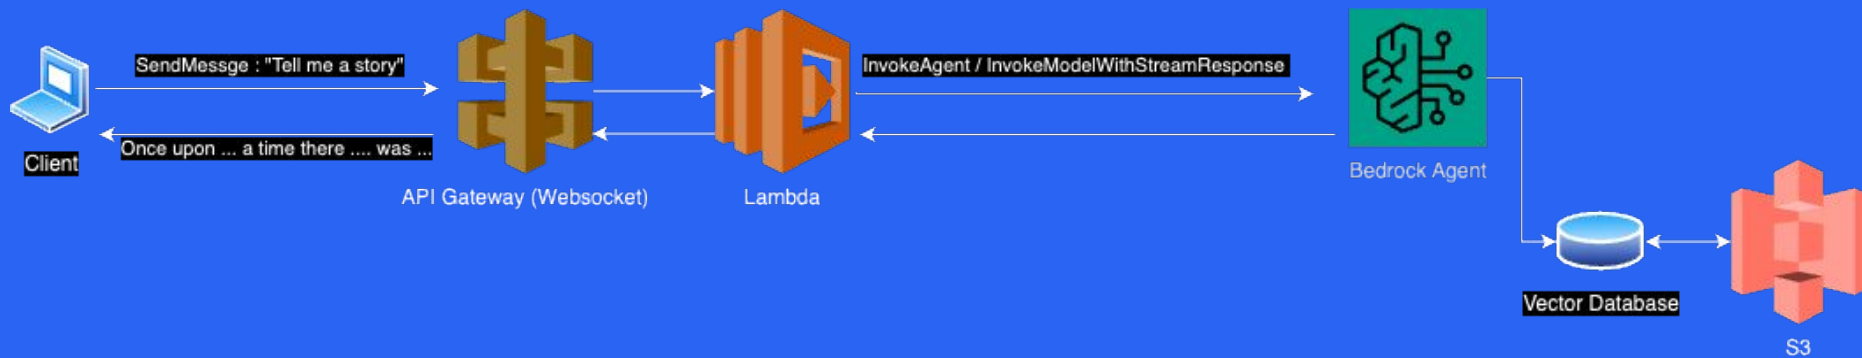 SendMessge : "Tell me a story"
InvokeAgent / InvokeModelWithStreamResponse
Once upon ... a time there .... was ...
Client
API Gateway (Websocket)
Lambda
Bedrock Agent
Vector Database
S3